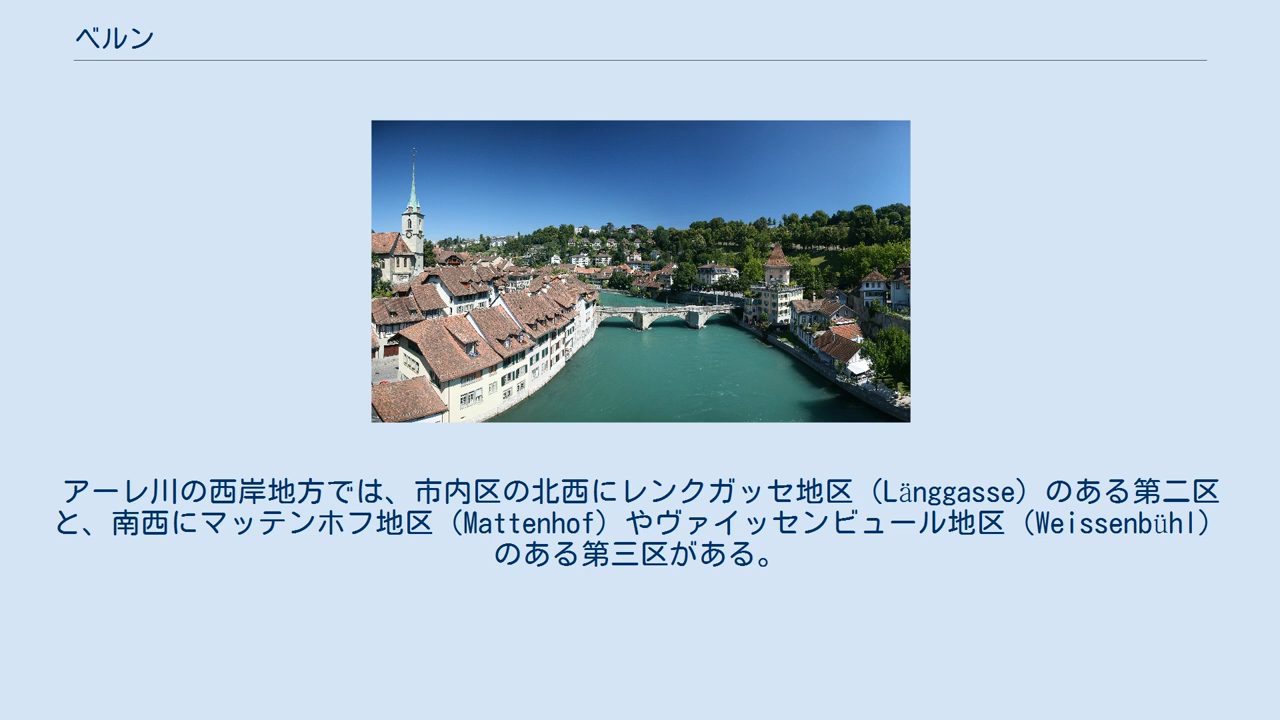 ベルン
アーレ川の西岸地方では、市内区の北西にレンクガッセ地区（Länggasse）のある第二区
と、南西にマッテンホフ地区（Mattenhof）やヴァイッセンビュール地区（Weissenbühl）
のある第三区がある。